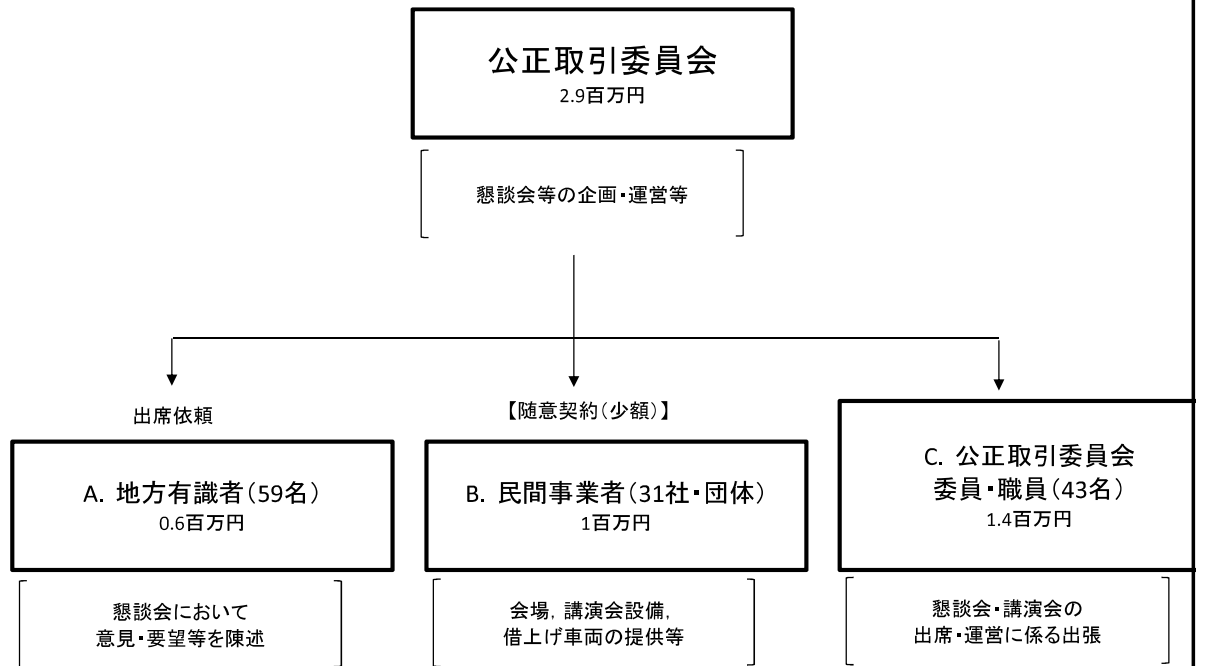 公正取引委員会
2.9百万円
懇談会等の企画・運営等
出席依頼
【随意契約(少額)】
A. 地方有識者(59名)
0.6百万円
B. 民間事業者(31社・団体)
1百万円
C. 公正取引委員会
委員・職員(43名)
1.4百万円
懇談会において
意見・要望等を陳述
会場,講演会設備,
借上げ車両の提供等
懇談会・講演会の
出席・運営に係る出張